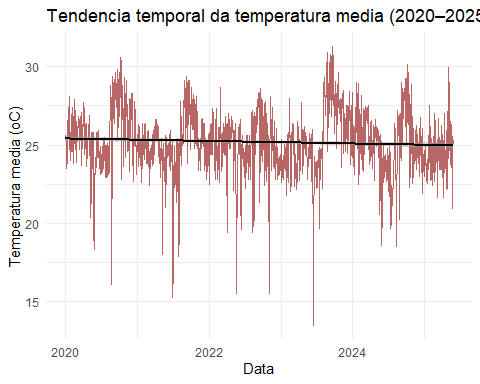 Tendencia temporal da temperatura media (2020–2025
30
25
20
15
Temperatura media (oC)
2020 2022 2024
Data